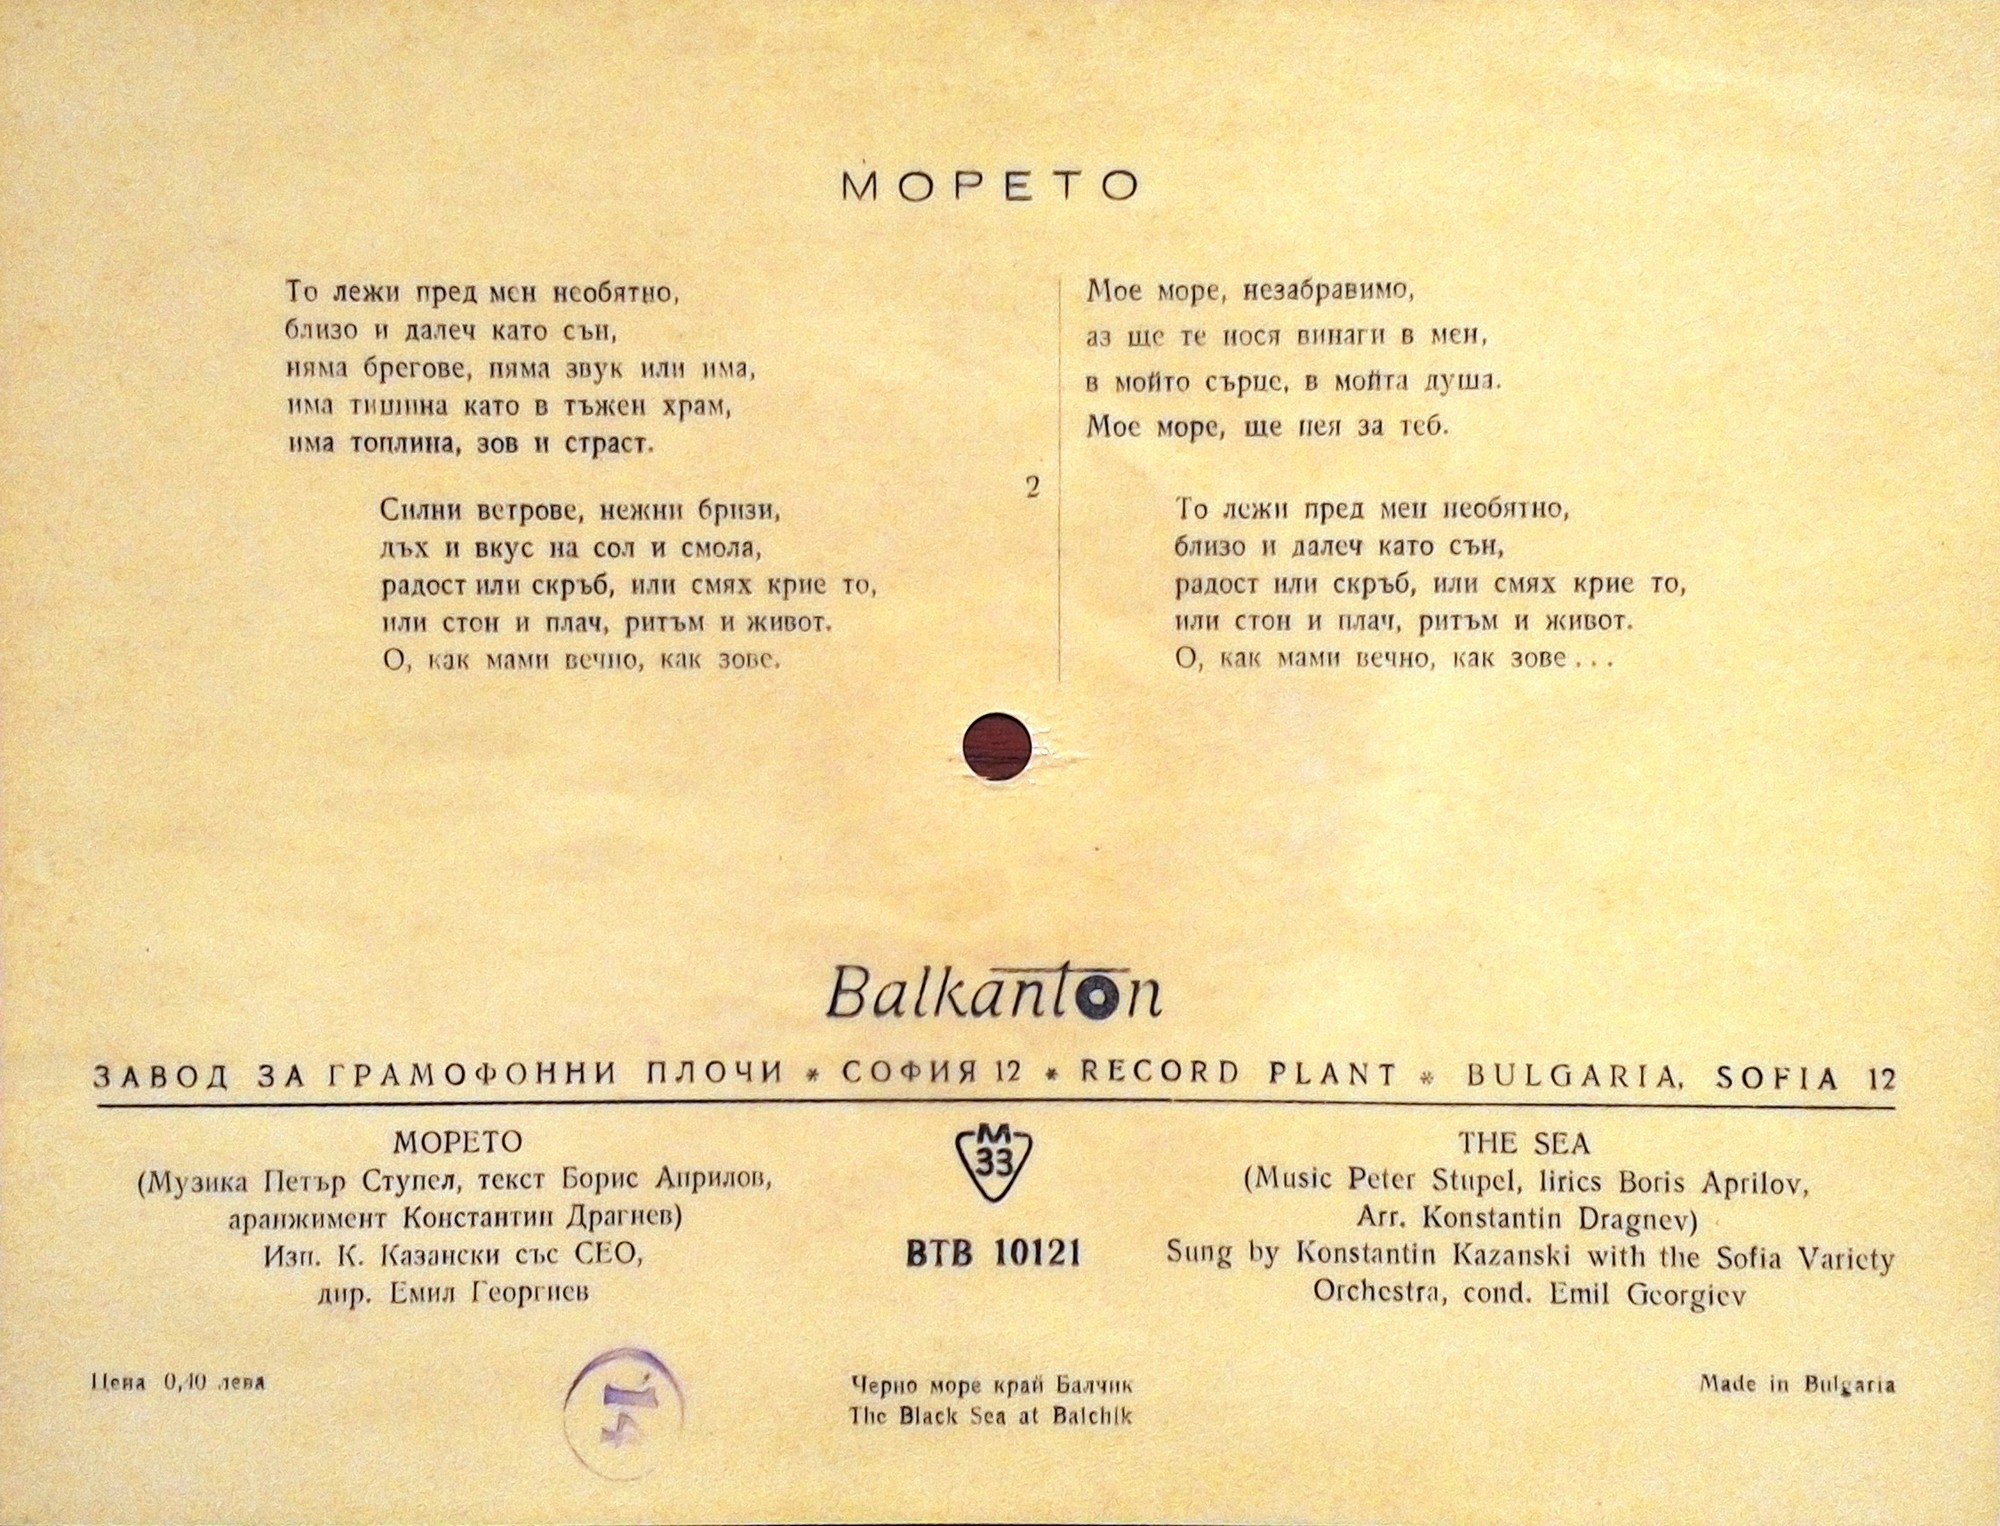 МОРЕТО
То лежи пред мен необятно,
близо и далеч като сън,
няма брегове, няма звук или има,
има тишина като в тъжен храм,
има топлина, зов и страст.
Силни ветрове, нежни бризи,
дъх и вкус на сол и смола,
радост или скръб, или смях крие то,
или стон и плач, ритъм и живот.
О, как мами вечно, как зове.
2
Мое море, незабравимо,
аз ще те нося винаги в мен,
в мойто сърце, в мойта душа.
Мое море, ще пея за теб.
То лежи пред мен необятно,
близо и далеч като сън,
радост или скръб, или смях крие то,
или стон и плач, ритъм и живот.
О, как мами вечно, как зове...
Balkanton
ЗАВОД ЗА ГРАМОФОННИ ПЛОЧИ * СОФИЯ 12 * RECORD PLANT * BULGARIA, SOFIA 12
МОРЕТО
(Музика Петър Ступел, текст Борис Априлов,
аранжимент Константин Драгнев)
Изп. К. Казански със СЕО,
дир. Емил Георгиев
М
33
ВТВ 10121
THE SEA
(Music Peter Stupel, lirics Boris Aprilov,
Arr. Konstantin Dragnev)
Sung by Konstantin Kazanski with the Sofia Variety
Orchestra, cond. Emil Georgiev
Цена 0,40 лева
Черно море край Балчик
The Black Sea at Balchik
Made in Bulgaria